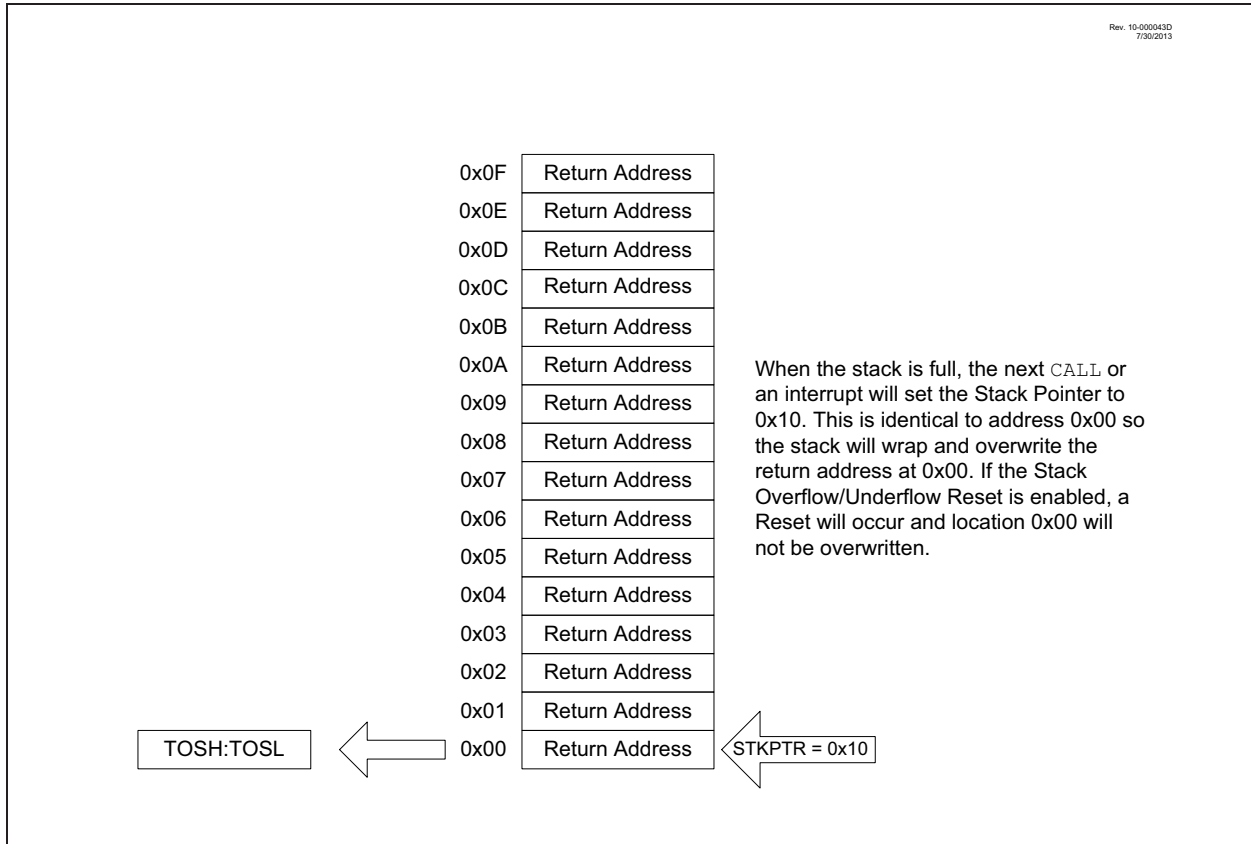 Rev. 10-000043D
7/30/2013
0x0F Return Address
0x0E Return Address
0x0D Return Address
0x0C Return Address
0x0B Return Address
0x0A Return Address
0x09 Return Address
0x08 Return Address
0x07 Return Address
0x06 Return Address
0x05 Return Address
0x04 Return Address
0x03 Return Address
0x02 Return Address
0x01 Return Address
TOSH:TOSL 0x00 Return Address STKPTR = 0x10
When the stack is full, the next CALL or
an interrupt will set the Stack Pointer to
0x10. This is identical to address 0x00 so
the stack will wrap and overwrite the
return address at 0x00. If the Stack
Overflow/Underflow Reset is enabled, a
Reset will occur and location 0x00 will
not be overwritten.